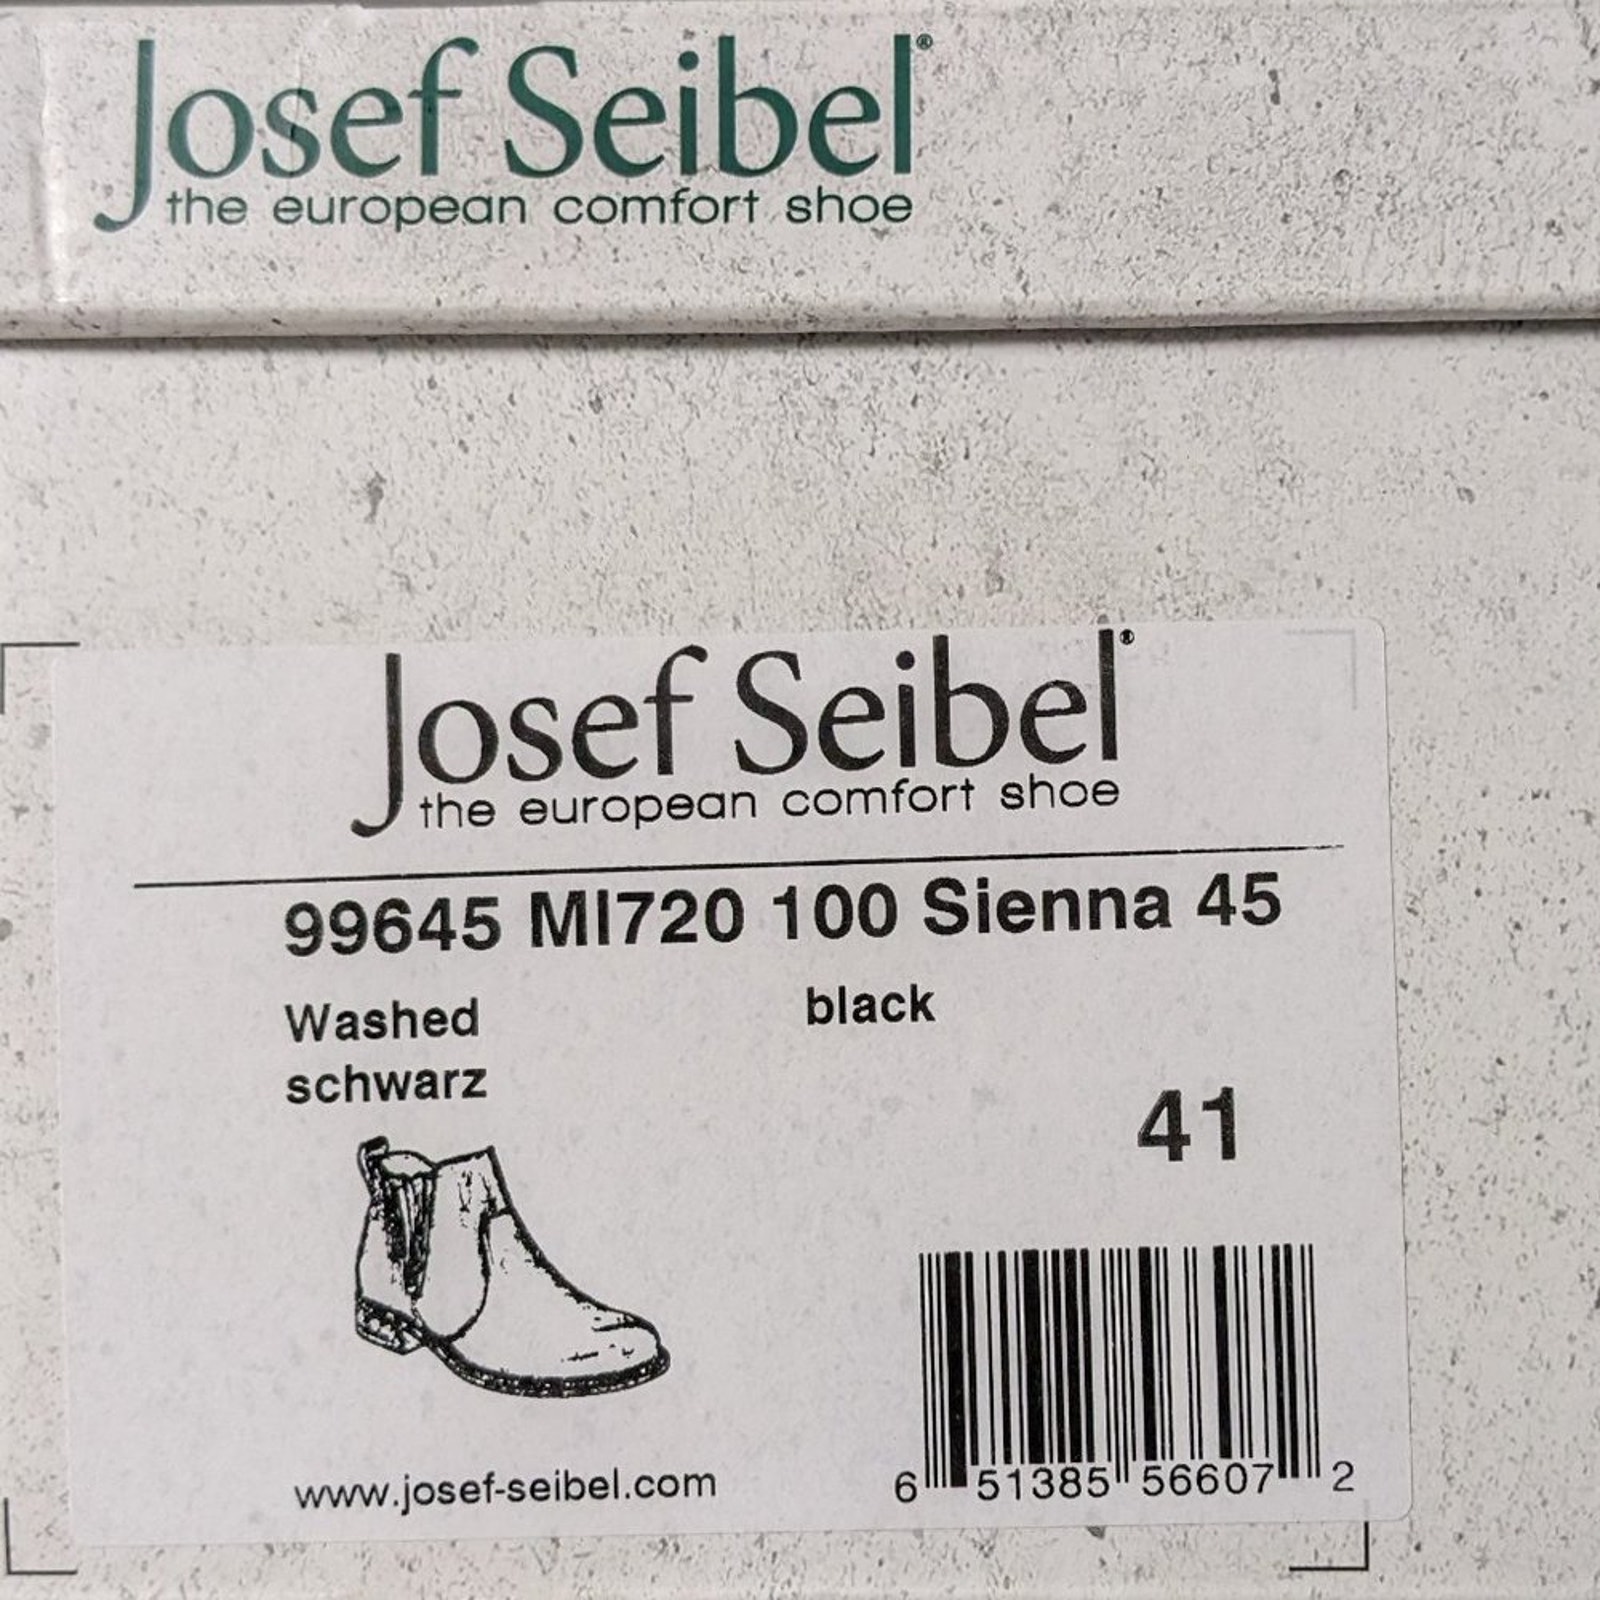 Josef Seibel®
the european comfort shoe
Josef Seibel®
the european comfort shoe
99645 MI720 100 Sienna 45
Washed black
schwarz
41
www.josef-seibel.com
6 51385 56607 2